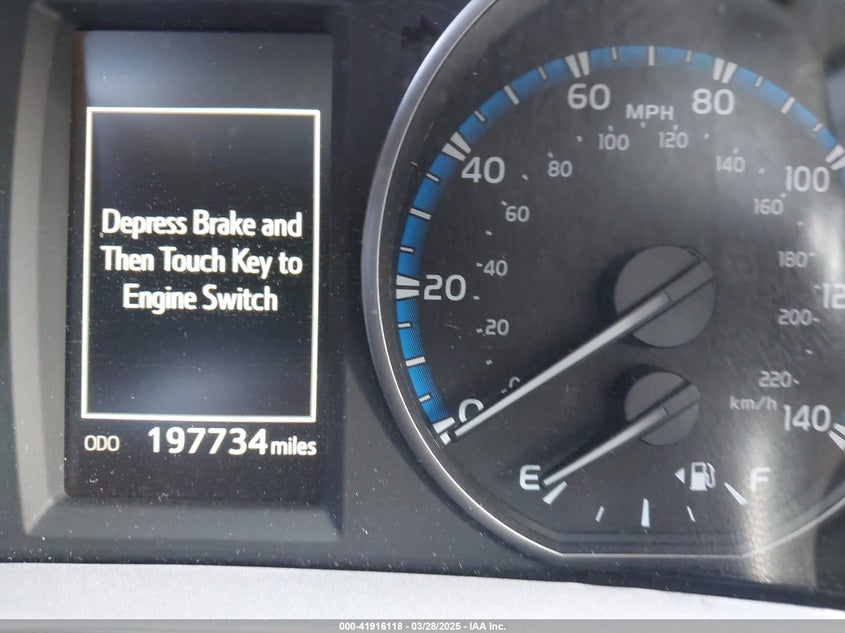 Depress Brake and
Then Touch Key to
Engine Switch
ODO 197734 miles
0 20 40 60 80 100 140
MPH
0 20 40 60 80 100 120 140 160 180 200 220
km/h
E F
000-41916118 | 03/28/2025 | IAA Inc.